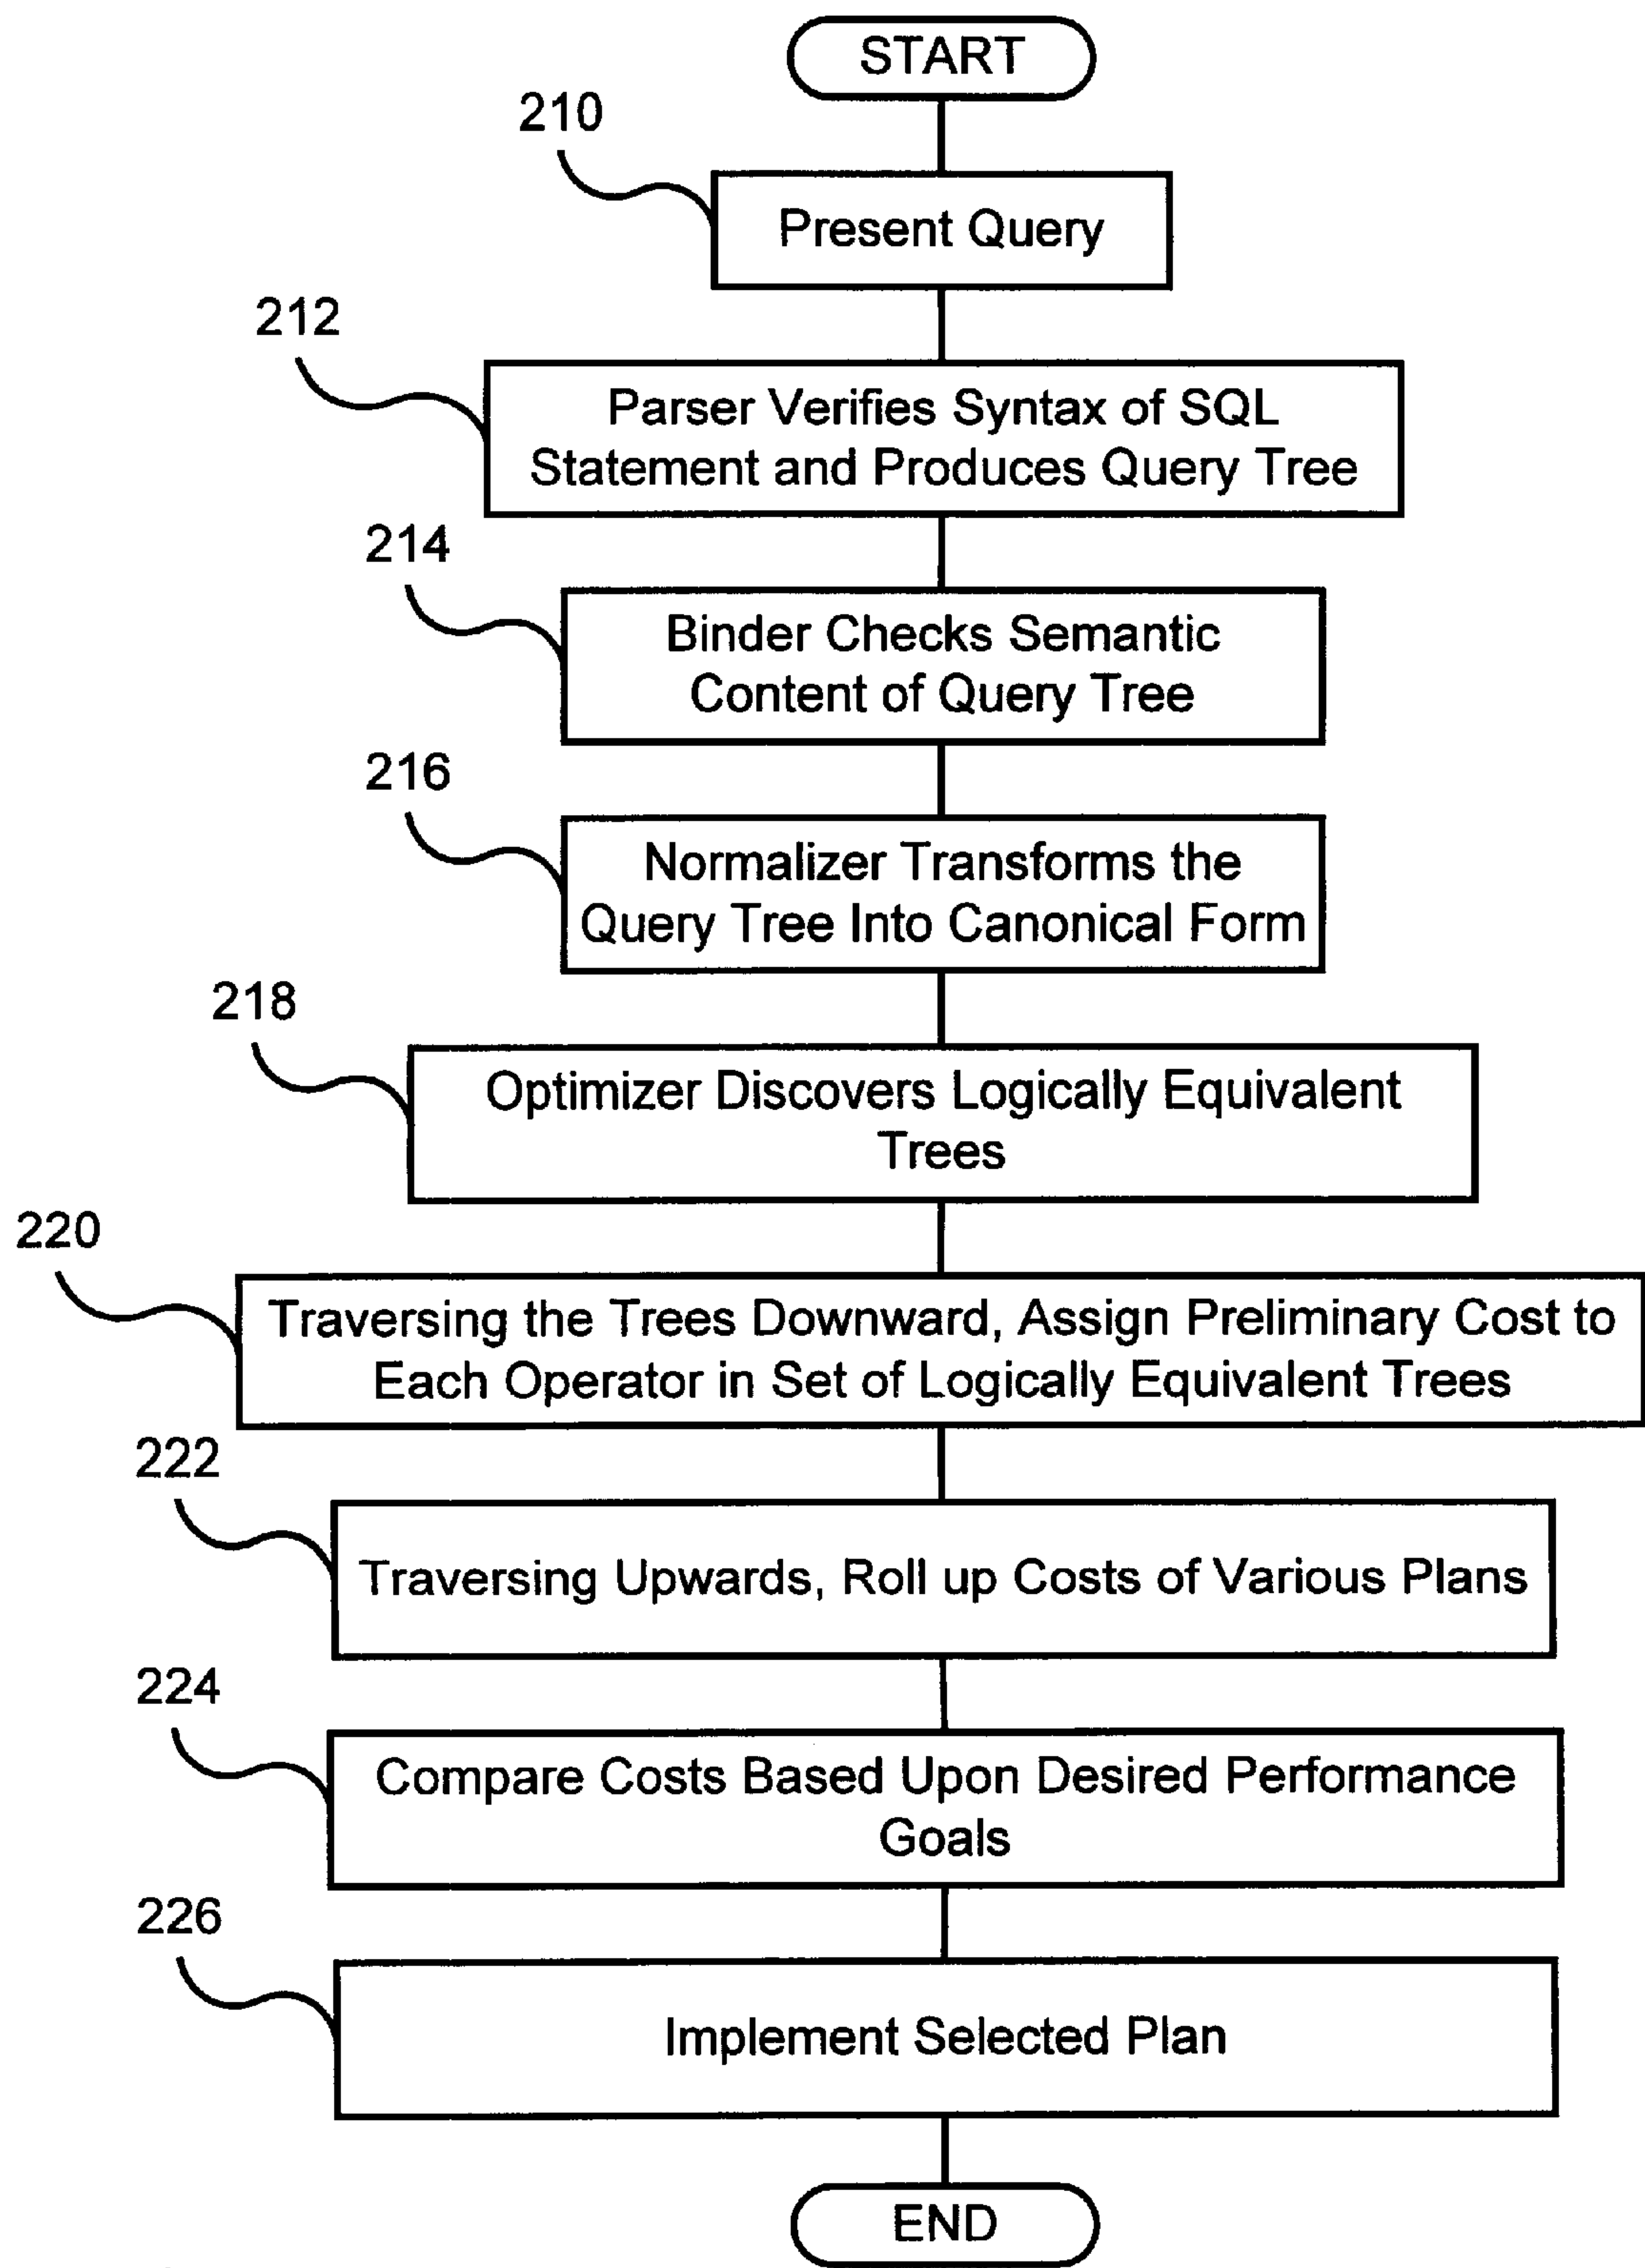 START
210
Present Query
212
Parser Verifies Syntax of SQL
Statement and Produces Query Tree
214
Binder Checks Semantic
Content of Query Tree
216
Normalizer Transforms the
Query Tree Into Canonical Form
218
Optimizer Discovers Logically Equivalent
Trees
220
Traversing the Trees Downward, Assign Preliminary Cost to
Each Operator in Set of Logically Equivalent Trees
222
Traversing Upwards, Roll up Costs of Various Plans
224
Compare Costs Based Upon Desired Performance
Goals
226
Implement Selected Plan
END